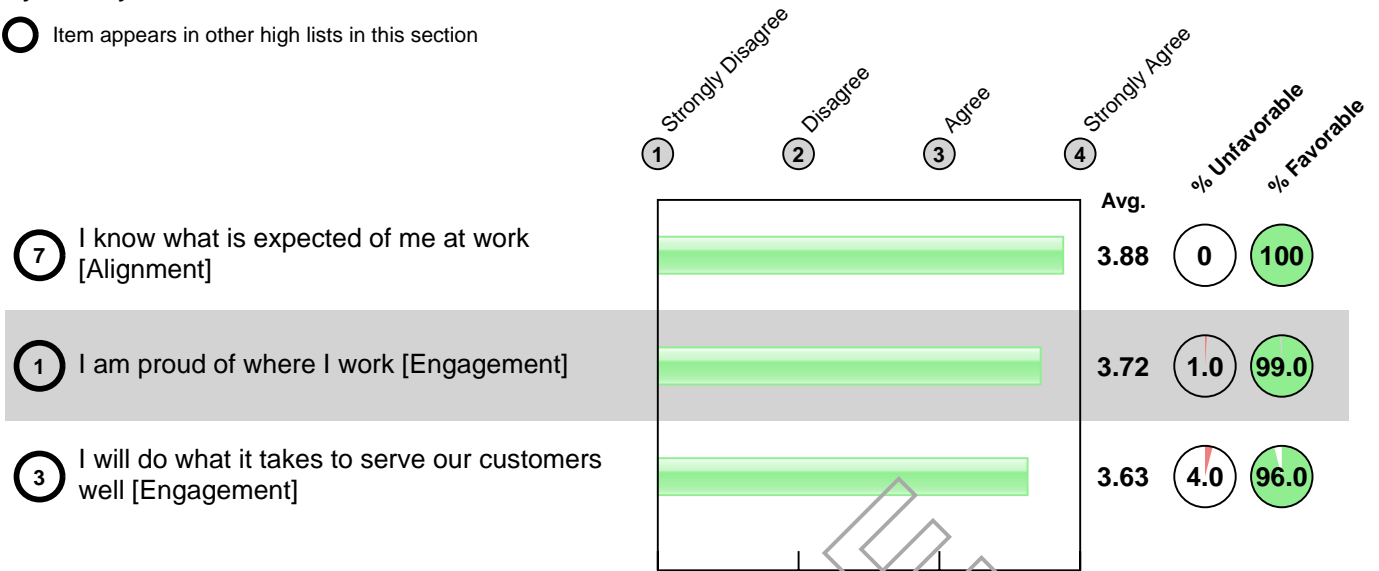 Item appears in other high lists in this section
Strongly Disagree
Disagree
Agree
Strongly Agree
% Unfavorable
% Favorable
1
2
3
4
Avg.
7
I know what is expected of me at work
[Alignment]
3.88
0
100
1
I am proud of where I work [Engagement]
3.72
1.0
99.0
3
I will do what it takes to serve our customers
well [Engagement]
3.63
4.0
96.0